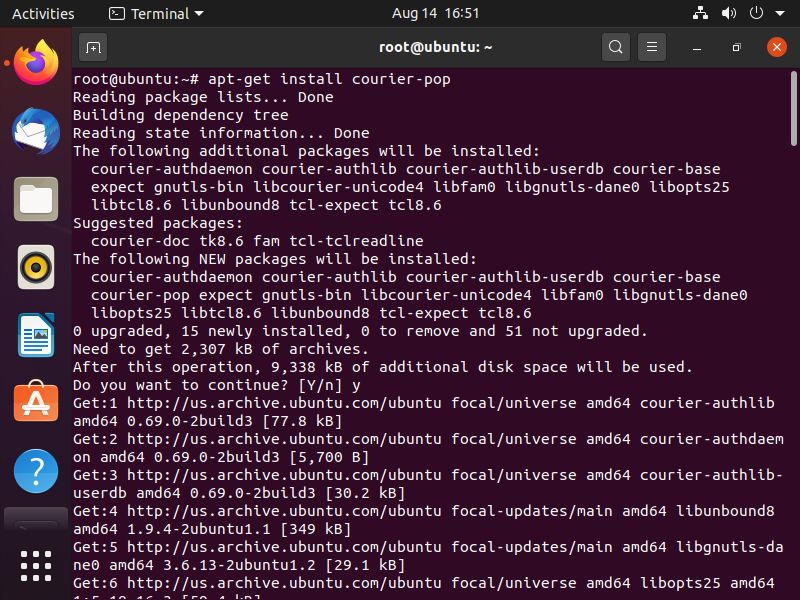 Activities Terminal Aug 14 16:51
root@ubuntu: ~
root@ubuntu:~# apt-get install courier-pop
Reading package lists... Done
Building dependency tree
Reading state information... Done
The following additional packages will be installed:
  courier-authdaemon courier-authlib courier-authlib-userdb courier-base
  expect gnutls-bin libcourier-unicode4 libfam0 libgnutls-dane0 libopts25
  libtcl8.6 libunbound8 tcl-expect tcl8.6
Suggested packages:
  courier-doc tk8.6 fam tcl-tclreadline
The following NEW packages will be installed:
  courier-authdaemon courier-authlib courier-authlib-userdb courier-base
  courier-pop expect gnutls-bin libcourier-unicode4 libfam0 libgnutls-dane0
  libopts25 libtcl8.6 libunbound8 tcl-expect tcl8.6
0 upgraded, 15 newly installed, 0 to remove and 51 not upgraded.
Need to get 2,307 kB of archives.
After this operation, 9,338 kB of additional disk space will be used.
Do you want to continue? [Y/n] y
Get:1 http://us.archive.ubuntu.com/ubuntu focal/universe amd64 courier-authlib
amd64 0.69.0-2build3 [77.8 kB]
Get:2 http://us.archive.ubuntu.com/ubuntu focal/universe amd64 courier-authdaem
on amd64 0.69.0-2build3 [5,700 B]
Get:3 http://us.archive.ubuntu.com/ubuntu focal/universe amd64 courier-authlib-
userdb amd64 0.69.0-2build3 [30.2 kB]
Get:4 http://us.archive.ubuntu.com/ubuntu focal-updates/main amd64 libunbound8
amd64 1.9.4-2ubuntu1.1 [349 kB]
Get:5 http://us.archive.ubuntu.com/ubuntu focal-updates/main amd64 libgnutls-da
ne0 amd64 3.6.13-2ubuntu1.2 [29.1 kB]
Get:6 http://us.archive.ubuntu.com/ubuntu focal/universe amd64 libopts25 amd64